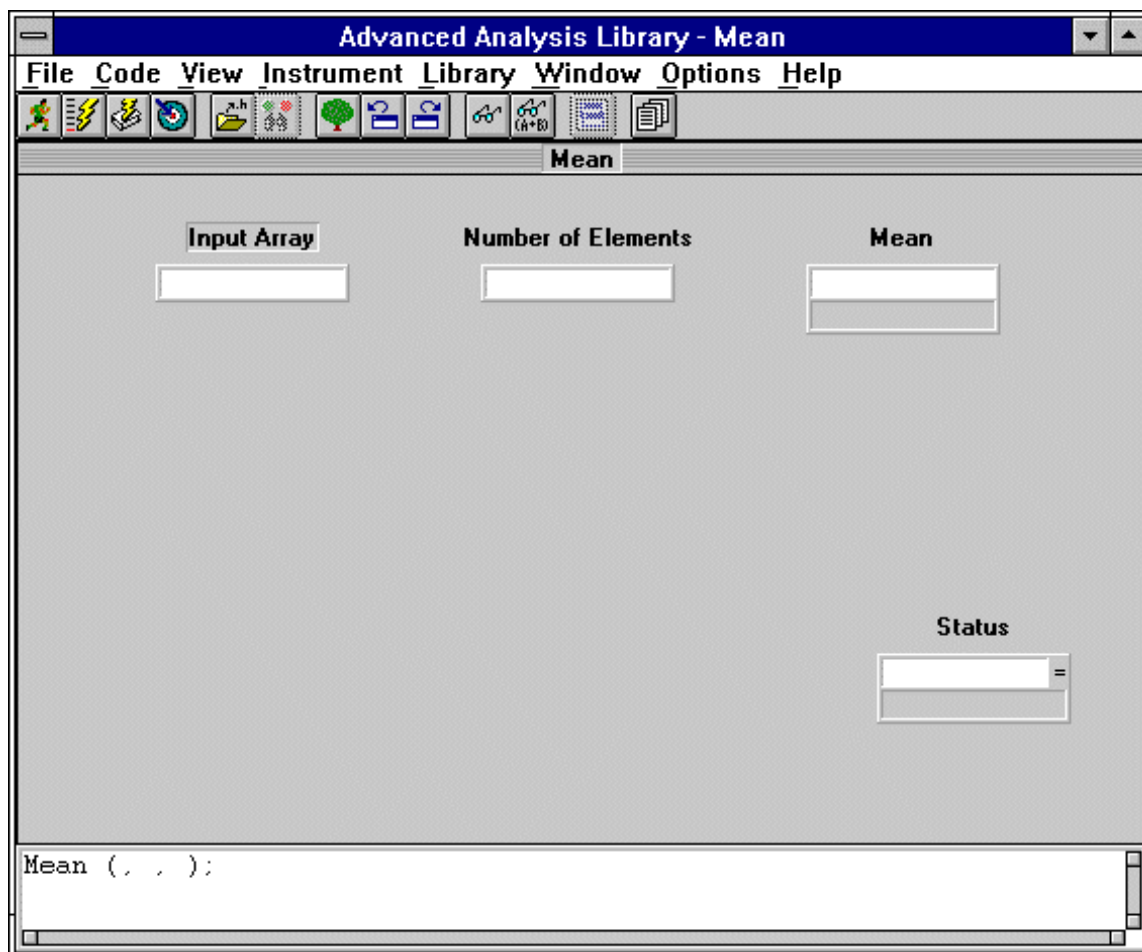 Advanced Analysis Library - Mean
File Code View Instrument Library Window Options Help
a.h
(A+B)
Mean
Input Array Number of Elements Mean
Status
=
Mean (, , );